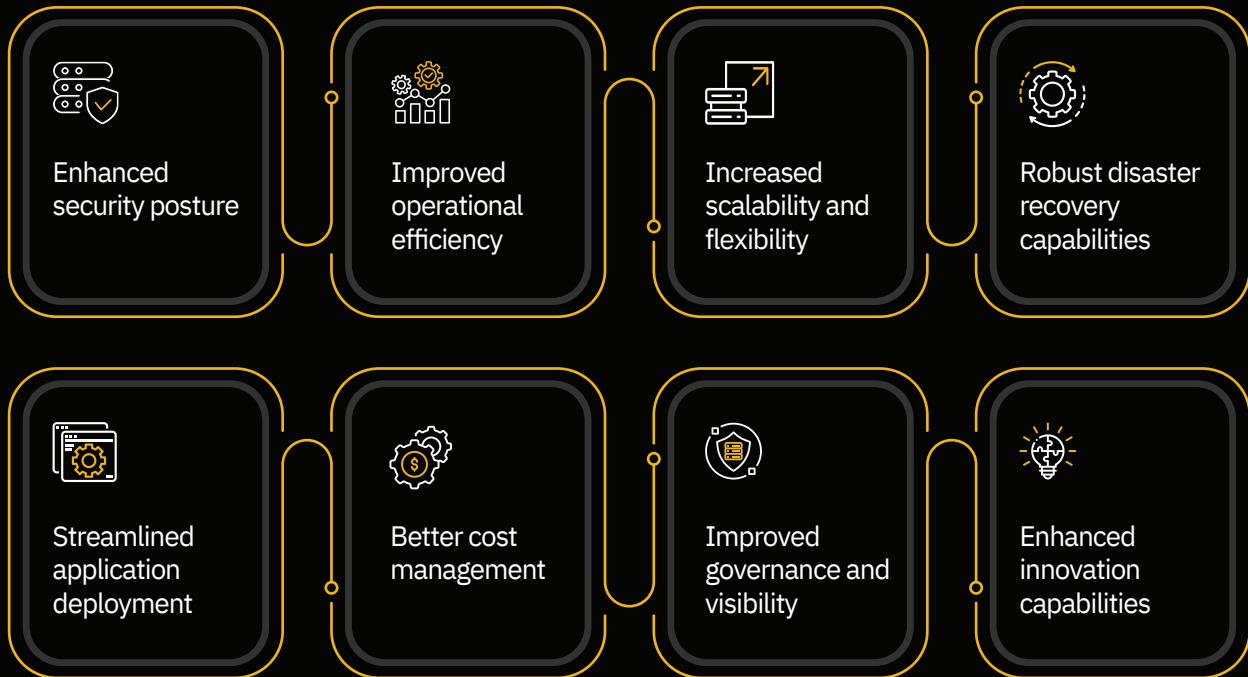 Enhanced
security posture
Improved
operational
efficiency
Increased
scalability and
flexibility
Robust disaster
recovery
capabilities
Streamlined
application
deployment
$
Better cost
management
Improved
governance and
visibility
Enhanced
innovation
capabilities